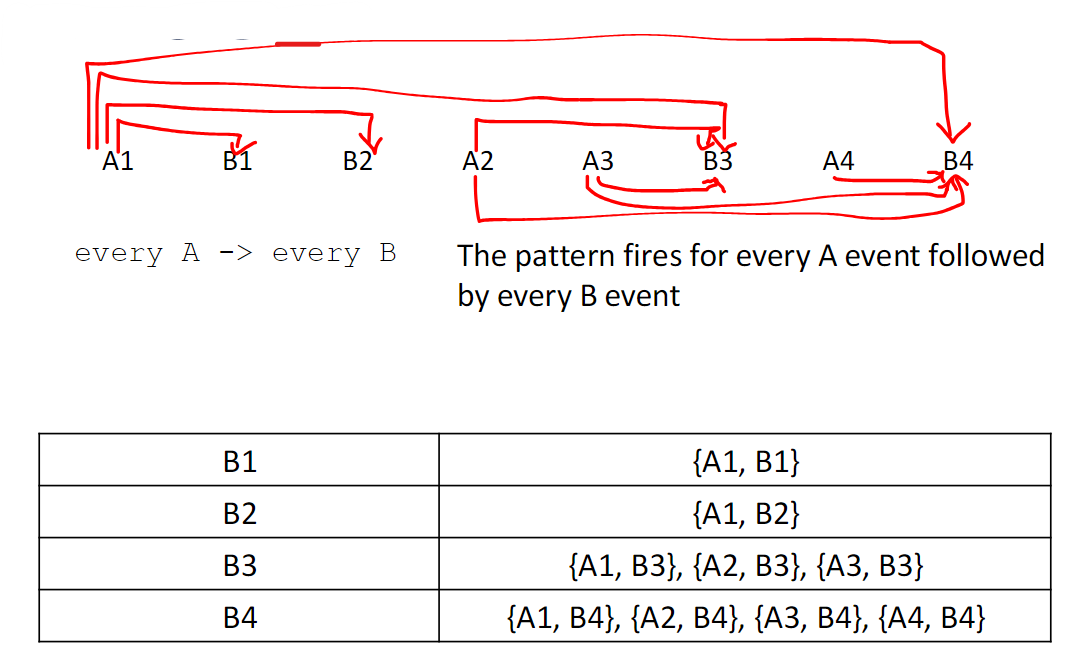 A1 B1 B2 A2 A3 B3 A4 B4
every A -> every B
The pattern fires for every A event followed
by every B event
B1 {A1, B1}
B2 {A1, B2}
B3 {A1, B3}, {A2, B3}, {A3, B3}
B4 {A1, B4}, {A2, B4}, {A3, B4}, {A4, B4}